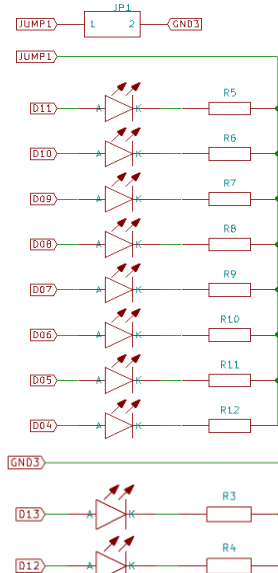 JP1
JUMP1 1 2 GND3
JUMP1
R5
D11 A K
R6
D10 A K
R7
D09 A K
R8
D08 A K
R9
D07 A K
R10
D06 A K
R11
D05 A K
R12
D04 A K
GND3
R3
D13 A K
R4
D12 A K